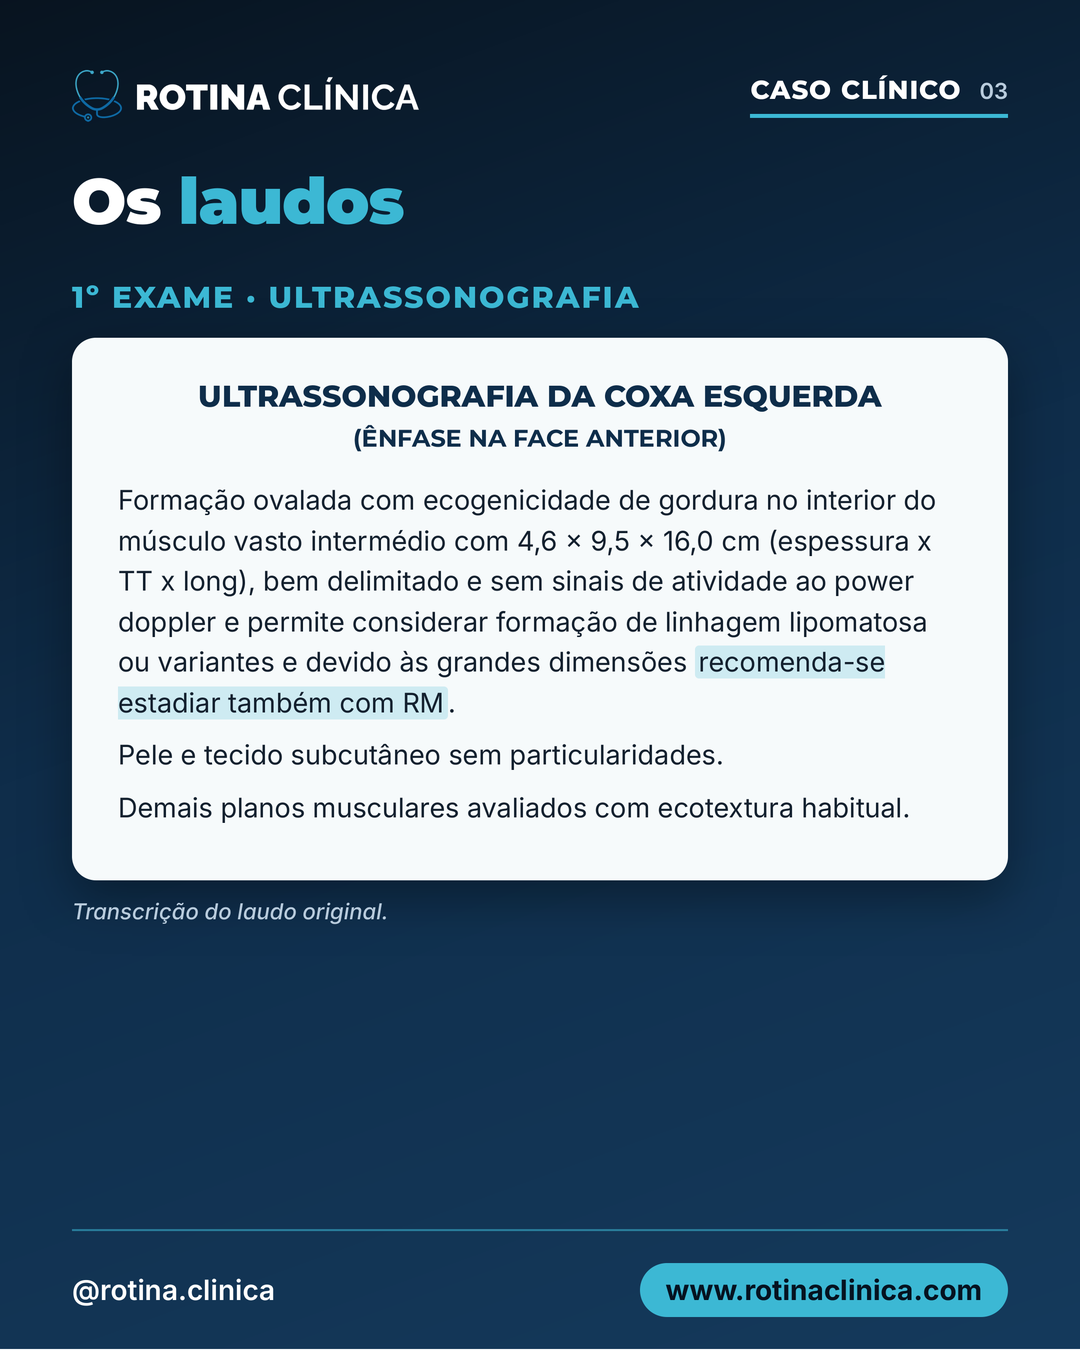 ROTINA CLÍNICA
CASO CLÍNICO 03
Os laudos
1º EXAME · ULTRASSONOGRAFIA
ULTRASSONOGRAFIA DA COXA ESQUERDA
(ÊNFASE NA FACE ANTERIOR)
Formação ovalada com ecogenicidade de gordura no interior do
músculo vasto intermédio com 4,6 × 9,5 × 16,0 cm (espessura x
TT x long), bem delimitado e sem sinais de atividade ao power
doppler e permite considerar formação de linhagem lipomatosa
ou variantes e devido às grandes dimensões recomenda-se
estadiar também com RM.
Pele e tecido subcutâneo sem particularidades.
Demais planos musculares avaliados com ecotextura habitual.
Transcrição do laudo original.
@rotina.clinica
www.rotinaclinica.com